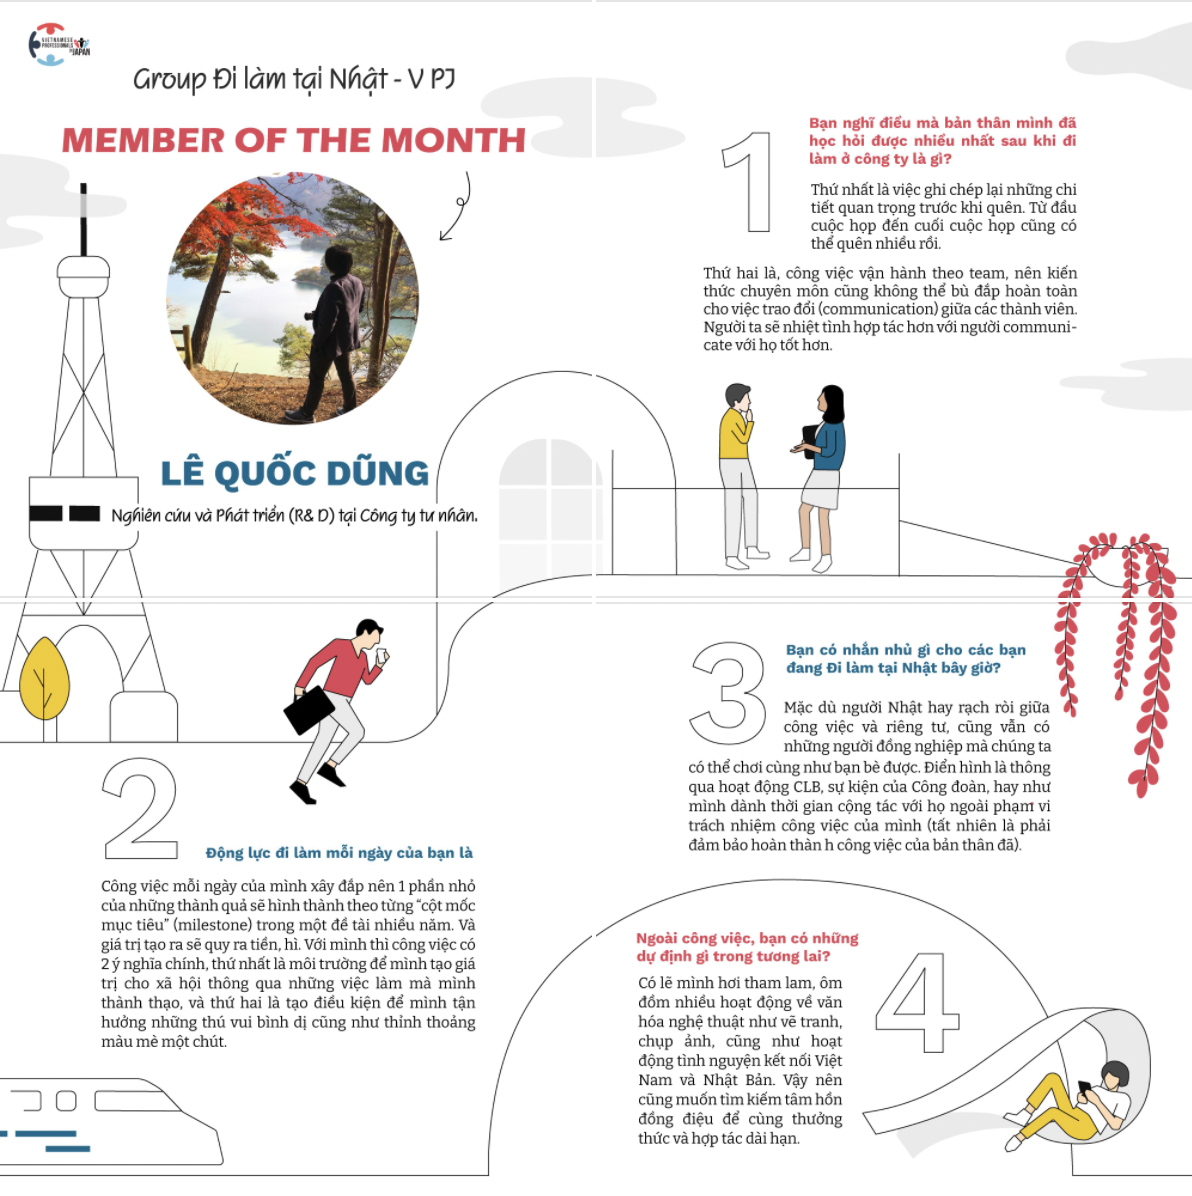 VIETNAMESE
PROFESSIONALS
IN JAPAN
Group Đi làm tại Nhật - VPJ
MEMBER OF THE MONTH
LÊ QUỐC DŨNG
Nghiên cứu và Phát triển (R& D) tại Công ty tư nhân.
1
Bạn nghĩ điều mà bản thân mình đã
học hỏi được nhiều nhất sau khi đi
làm ở công ty là gì?
Thứ nhất là việc ghi chép lại những chi
tiết quan trọng trước khi quên. Từ đầu
cuộc họp đến cuối cuộc họp cũng có
thể quên nhiều rồi.
Thứ hai là, công việc vận hành theo team, nên kiến
thức chuyên môn cũng không thể bù đắp hoàn toàn
cho việc trao đổi (communication) giữa các thành viên.
Người ta sẽ nhiệt tình hợp tác hơn với người communi-
cate với họ tốt hơn.
2
Động lực đi làm mỗi ngày của bạn là
Công việc mỗi ngày của mình xây đắp nên 1 phần nhỏ
của những thành quả sẽ hình thành theo từng “cột mốc
mục tiêu” (milestone) trong một đề tài nhiều năm. Và
giá trị tạo ra sẽ quy ra tiền, hì. Với mình thì công việc có
2 ý nghĩa chính, thứ nhất là môi trường để mình tạo giá
trị cho xã hội thông qua những việc làm mà mình
thành thạo, và thứ hai là tạo điều kiện để mình tận
hưởng những thú vui bình dị cũng như thỉnh thoảng
màu mè một chút.
3
Bạn có nhắn nhủ gì cho các bạn
đang Đi làm tại Nhật bây giờ?
Mặc dù người Nhật hay rạch ròi giữa
công việc và riêng tư, cũng vẫn có
những người đồng nghiệp mà chúng ta
có thể chơi cùng như bạn bè được. Điển hình là thông
qua hoạt động CLB, sự kiện của Công đoàn, hay như
mình dành thời gian cộng tác với họ ngoài phạm vi
trách nhiệm công việc của mình (tất nhiên là phải
đảm bảo hoàn thàn h công việc của bản thân đã).
Ngoài công việc, bạn có những
dự định gì trong tương lai?
4
Có lẽ mình hơi tham lam, ôm
đồm nhiều hoạt động về văn
hóa nghệ thuật như vẽ tranh,
chụp ảnh, cũng như hoạt
động tình nguyện kết nối Việt
Nam và Nhật Bản. Vậy nên
cũng muốn tìm kiếm tâm hồn
đồng điệu để cùng thưởng
thức và hợp tác dài hạn.